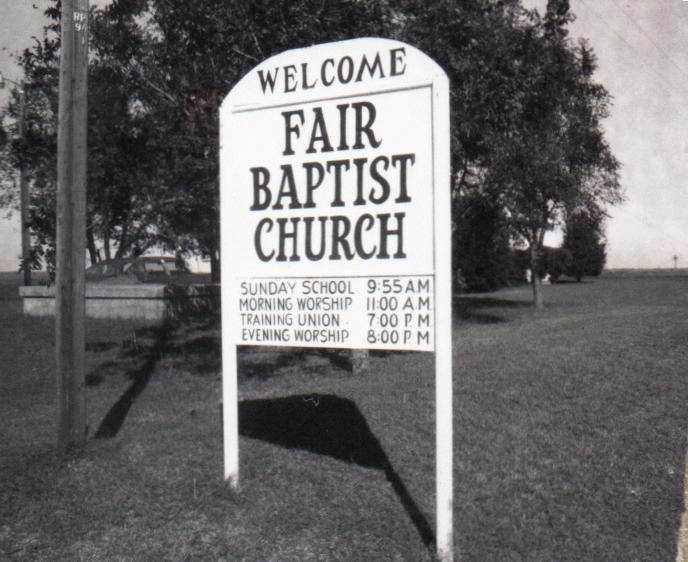 WELCOME
FAIR
BAPTIST
CHURCH
SUNDAY SCHOOL 9:55 A.M
MORNING WORSHIP 11:00 A.M.
TRAINING UNION 7:00 P.M.
EVENING WORSHIP 8:00 P.M